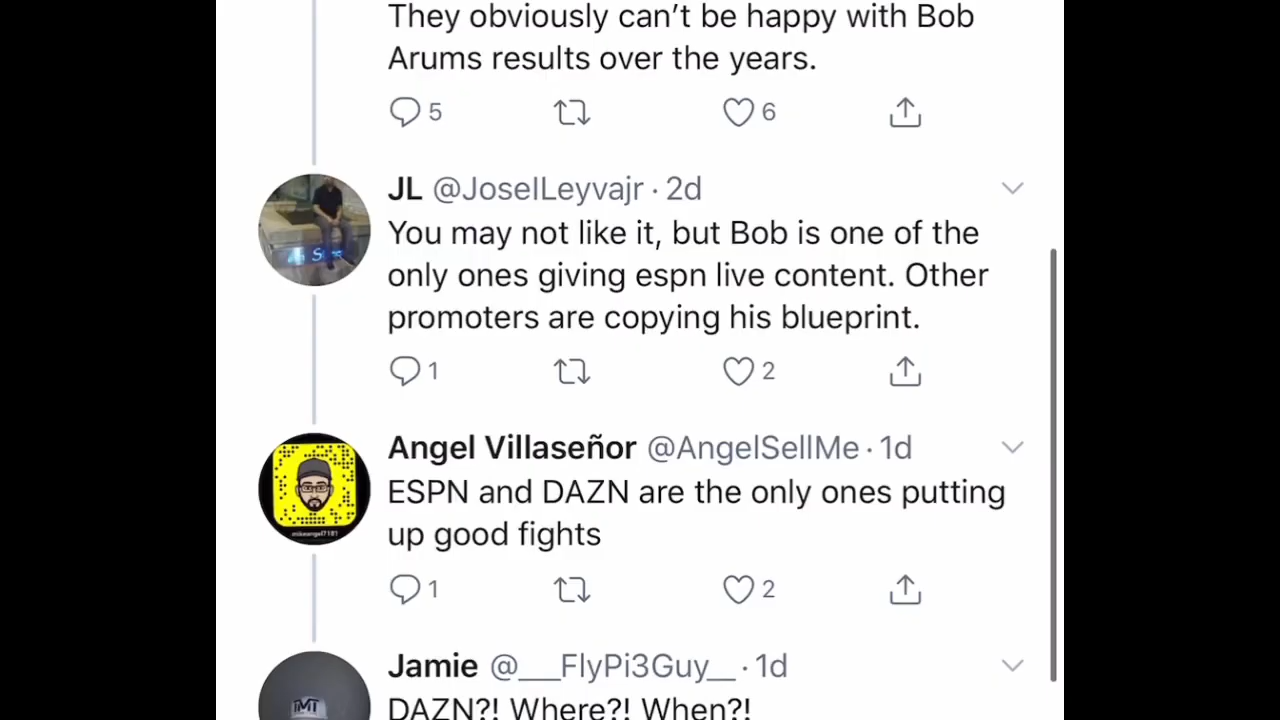 They obviously can’t be happy with Bob
Arums results over the years.
5
6
JL @JoselLeyvajr · 2d
You may not like it, but Bob is one of the
only ones giving espn live content. Other
promoters are copying his blueprint.
1
2
Angel Villaseñor @AngelSellMe · 1d
ESPN and DAZN are the only ones putting
up good fights
1
2
Jamie @___FlyPi3Guy__ · 1d
TMT
DAZN?! Where?! When?!